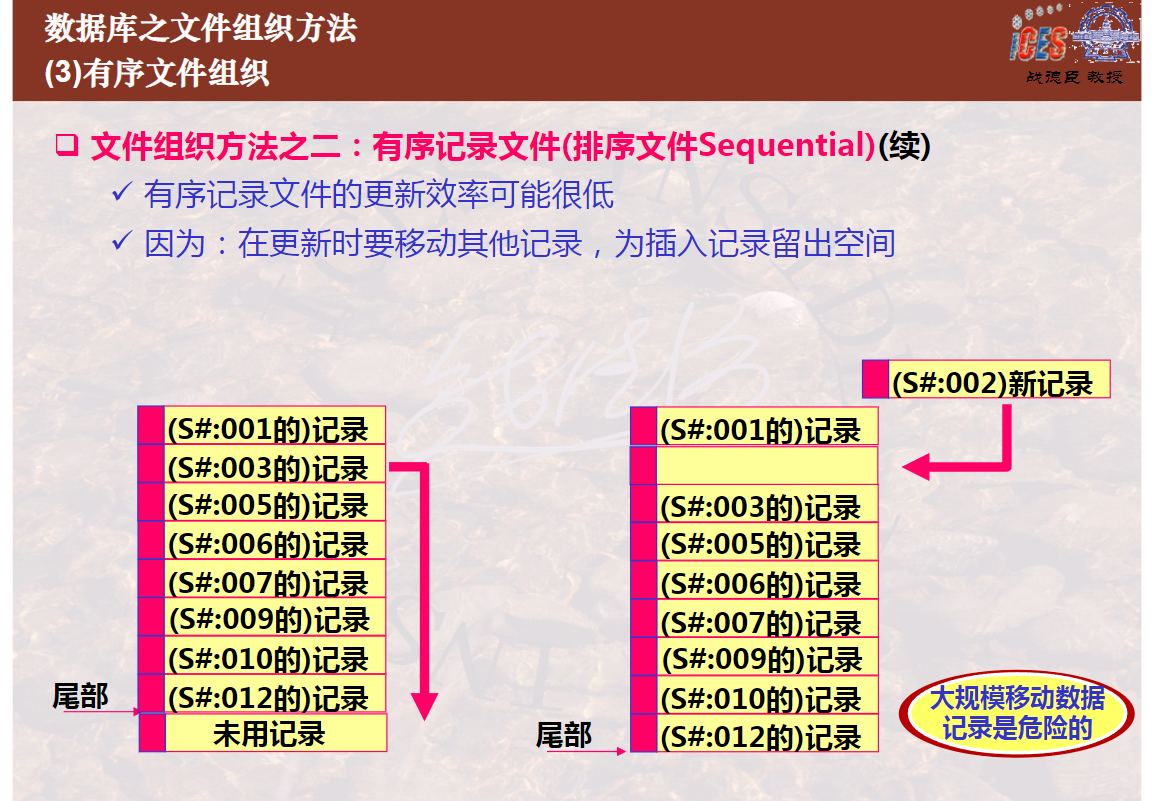 数据库之文件组织方法
(3)有序文件组织
iCES
战德臣 教授
文件组织方法之二：有序记录文件(排序文件Sequential)(续)
有序记录文件的更新效率可能很低
因为：在更新时要移动其他记录，为插入记录留出空间
(S#:002)新记录
(S#:001的)记录
(S#:003的)记录
(S#:005的)记录
(S#:006的)记录
(S#:007的)记录
(S#:009的)记录
(S#:010的)记录
(S#:012的)记录
未用记录
尾部
(S#:001的)记录
(S#:003的)记录
(S#:005的)记录
(S#:006的)记录
(S#:007的)记录
(S#:009的)记录
(S#:010的)记录
(S#:012的)记录
尾部
大规模移动数据
记录是危险的